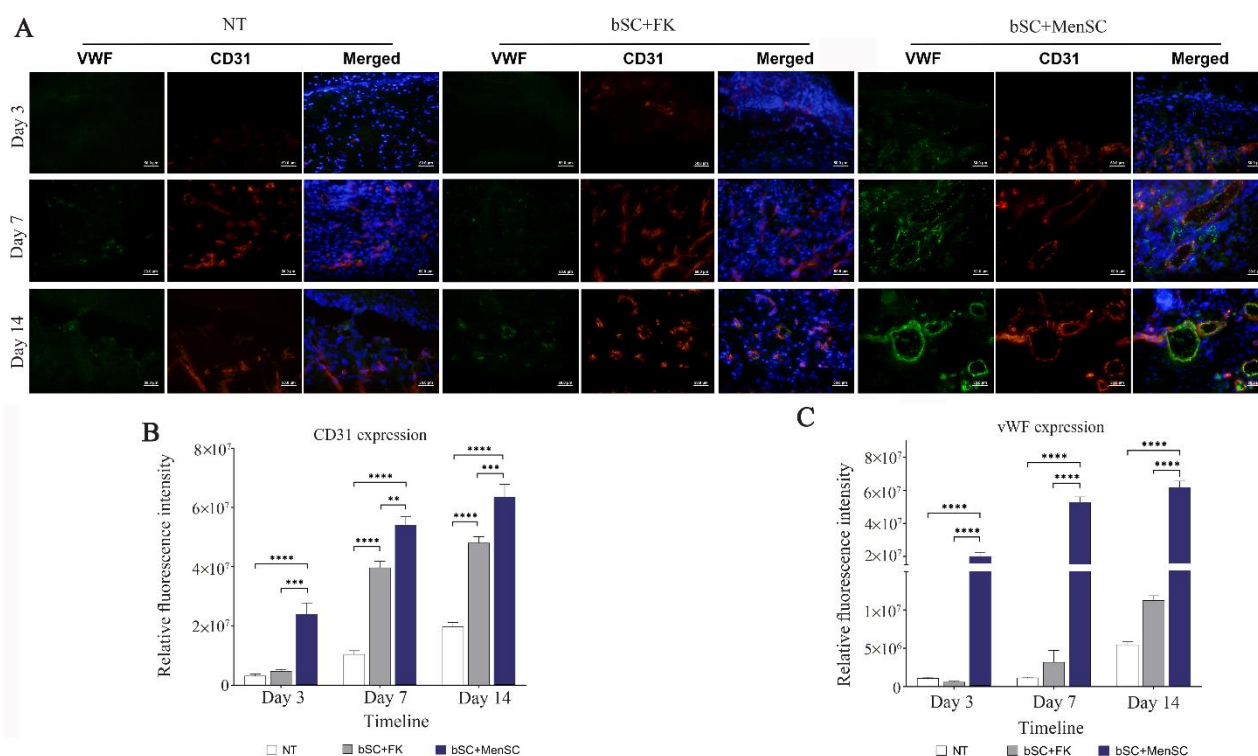 A
NT bSC+FK bSC+MenSC
VWF CD31 Merged VWF CD31 Merged VWF CD31 Merged
Day 3
Day 7
Day 14
B
CD31 expression
Relative fluorescence intensity
8×10⁷
6×10⁷
4×10⁷
2×10⁷
0
**** *** **** **** ** **** **** ***
Day 3 Day 7 Day 14
Timeline
NT bSC+FK bSC+MenSC
C
vWF expression
Relative fluorescence intensity
8×10⁷
6×10⁷
4×10⁷
2×10⁷
1×10⁷
5×10⁶
0
**** **** **** **** **** ****
Day 3 Day 7 Day 14
Timeline
NT bSC+FK bSC+MenSC